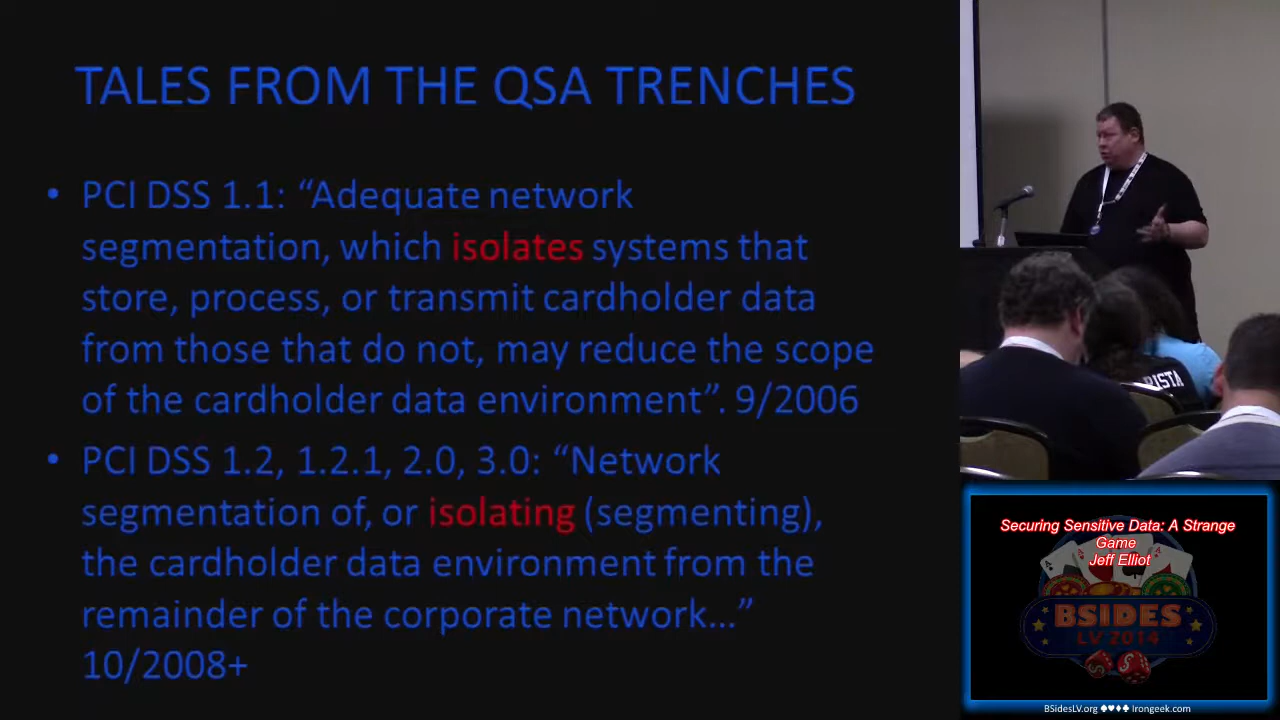 TALES FROM THE QSA TRENCHES
• PCI DSS 1.1: “Adequate network
segmentation, which isolates systems that
store, process, or transmit cardholder data
from those that do not, may reduce the scope
of the cardholder data environment”. 9/2006
• PCI DSS 1.2, 1.2.1, 2.0, 3.0: “Network
segmentation of, or isolating (segmenting),
the cardholder data environment from the
remainder of the corporate network…”
10/2008+
Securing Sensitive Data: A Strange
Game
Jeff Elliot
BSIDES
LV 2014
BSidesLV.org ♠♥♦♣ Irongeek.com